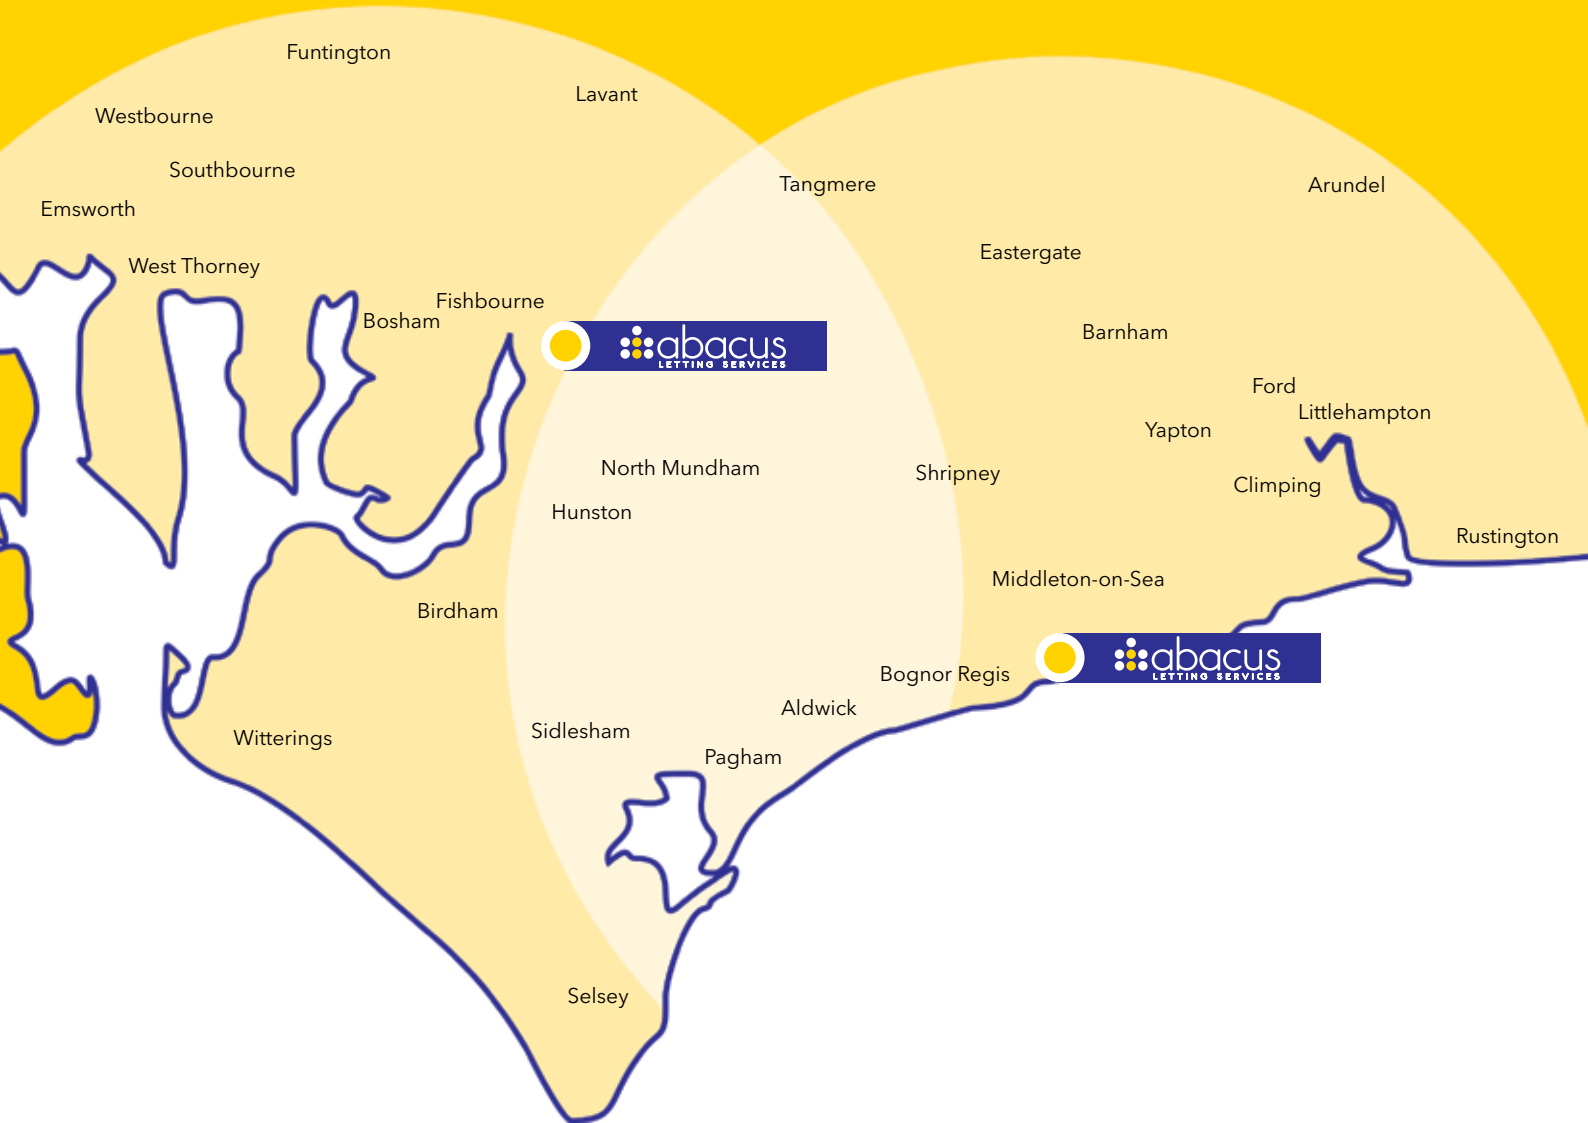 Funtington
Lavant
Westbourne
Southbourne
Tangmere
Arundel
Emsworth
Eastergate
West Thorney
Fishbourne
Bosham
abacus
LETTING SERVICES
Barnham
Ford
Littlehampton
Yapton
North Mundham
Shripney
Climping
Hunston
Rustington
Middleton-on-Sea
Birdham
abacus
LETTING SERVICES
Bognor Regis
Aldwick
Sidlesham
Witterings
Pagham
Selsey